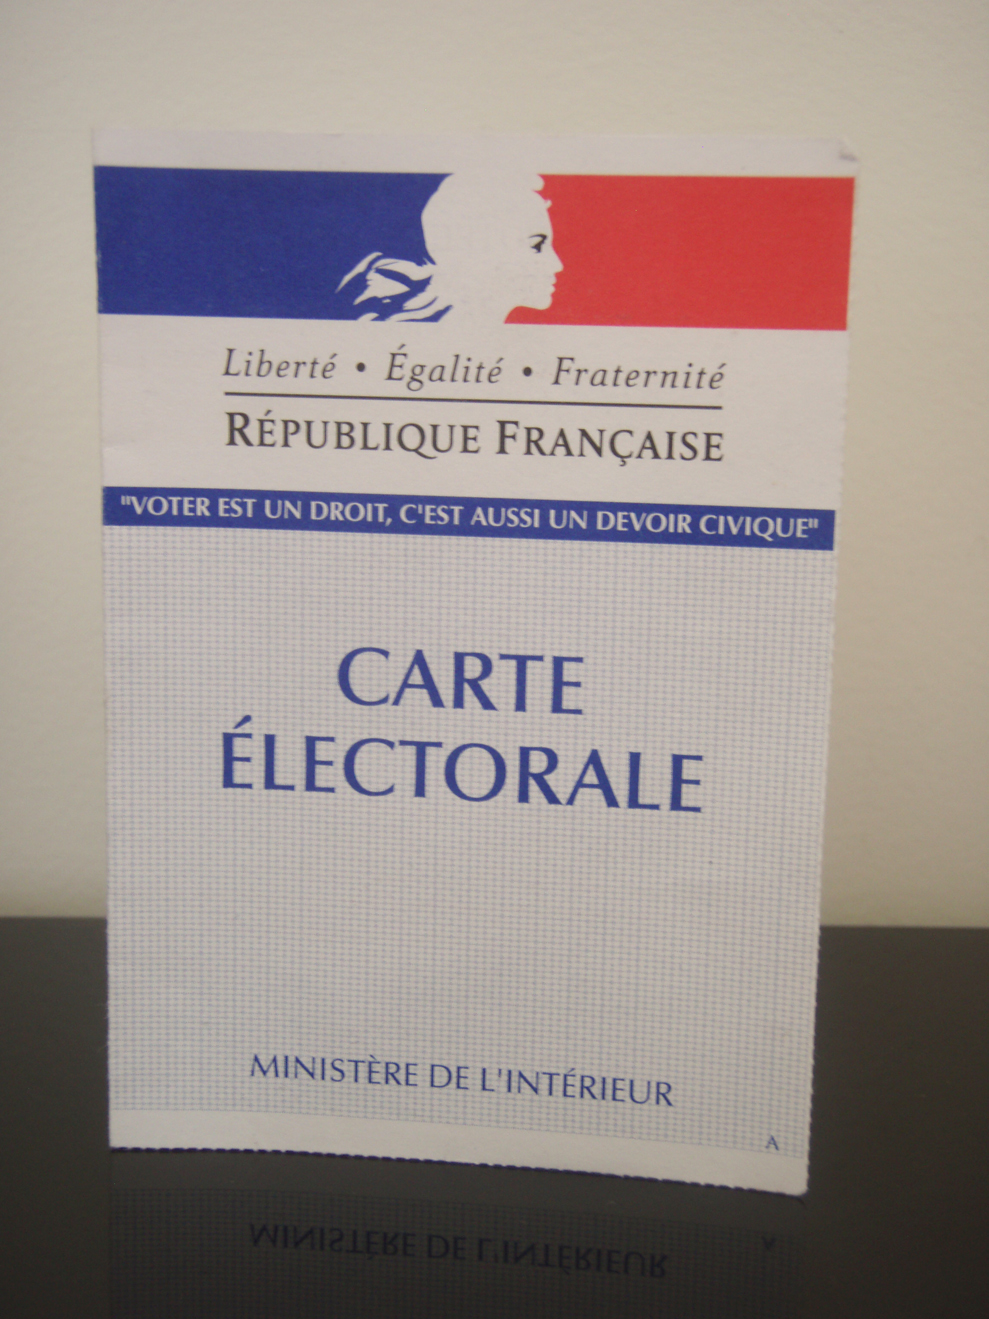 Liberté • Égalité • Fraternité
RÉPUBLIQUE FRANÇAISE
"VOTER EST UN DROIT, C'EST AUSSI UN DEVOIR CIVIQUE"
CARTE
ÉLECTORALE
MINISTÈRE DE L'INTÉRIEUR
A